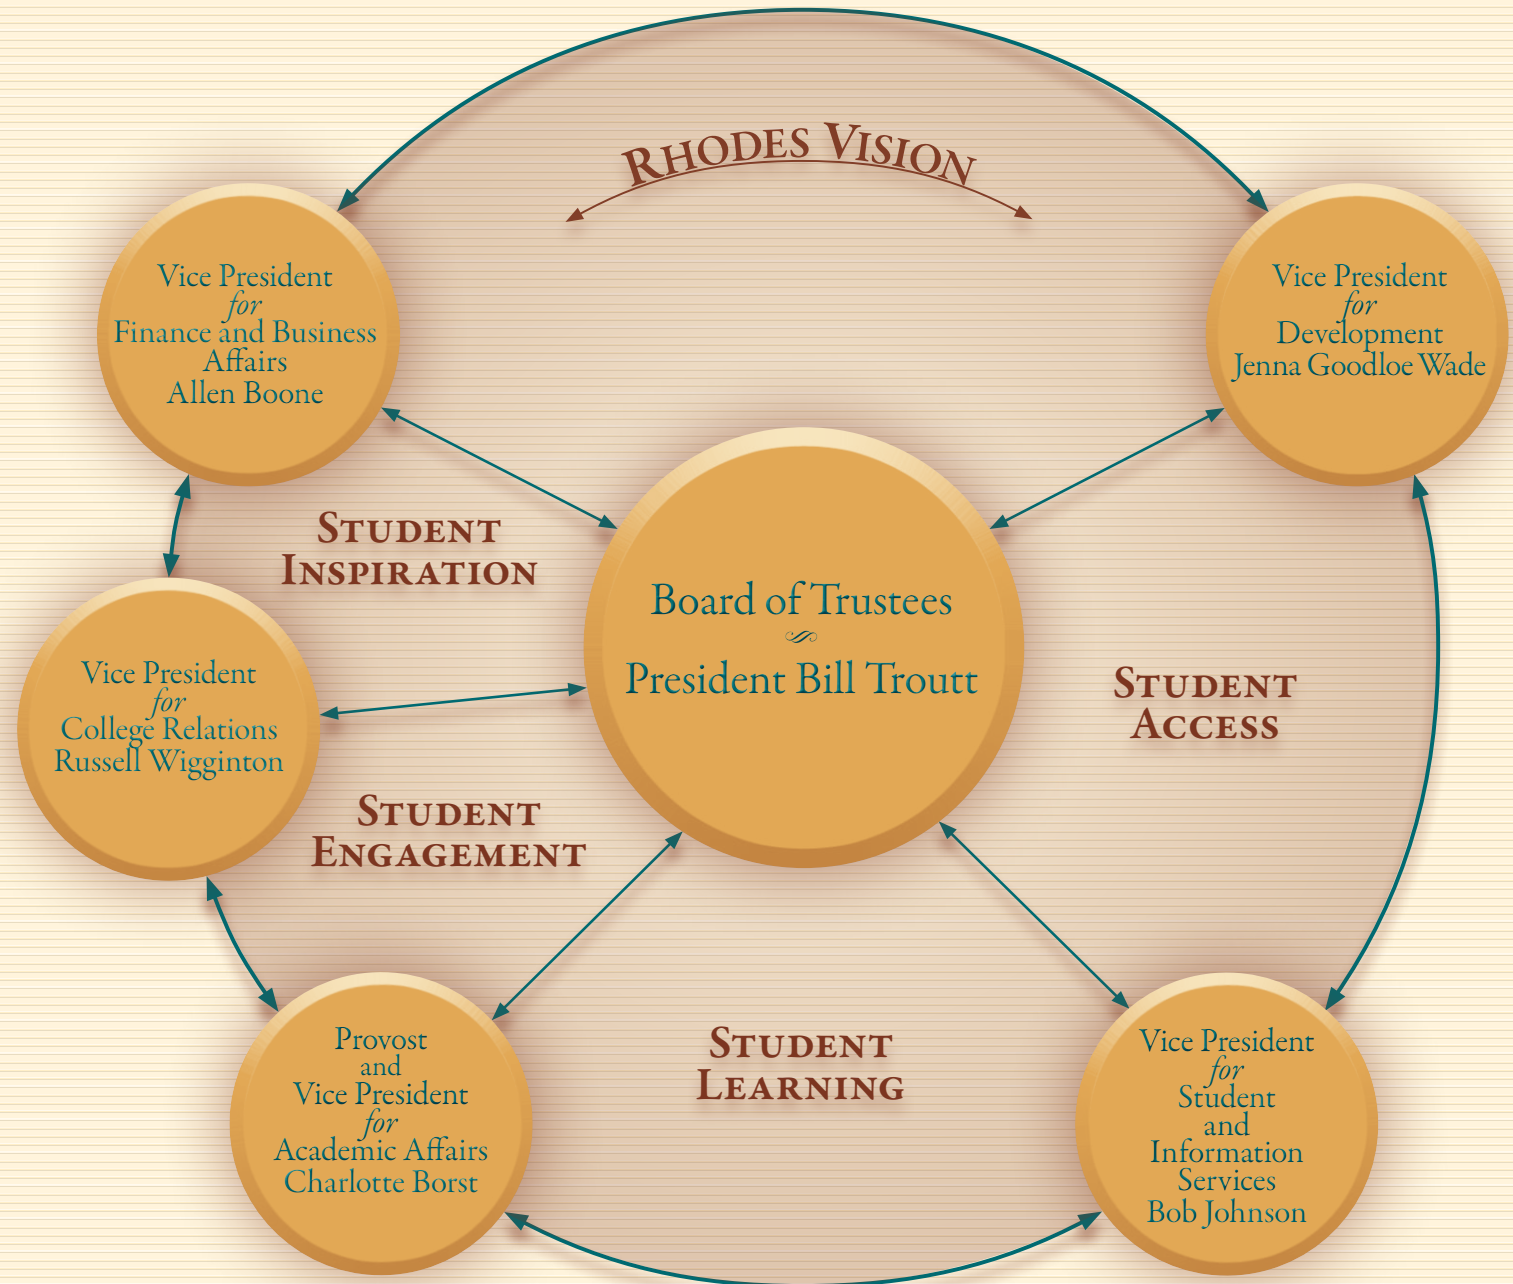 RHODES VISION
Vice President
for
Finance and Business
Affairs
Allen Boone
Vice President
for
Development
Jenna Goodloe Wade
STUDENT
INSPIRATION
Board of Trustees
President Bill Troutt
Vice President
for
College Relations
Russell Wigginton
STUDENT
ACCESS
STUDENT
ENGAGEMENT
Provost
and
Vice President
for
Academic Affairs
Charlotte Borst
STUDENT
LEARNING
Vice President
for
Student
and
Information
Services
Bob Johnson